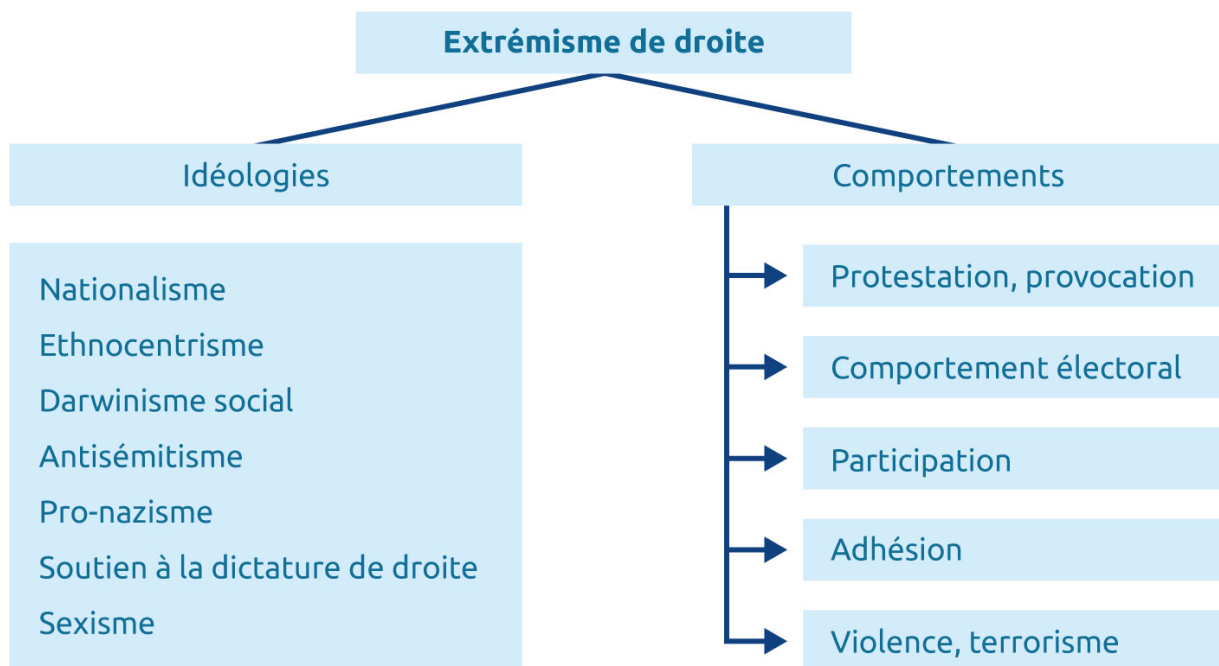 Extrémisme de droite
Idéologies
Nationalisme
Ethnocentrisme
Darwinisme social
Antisémitisme
Pro-nazisme
Soutien à la dictature de droite
Sexisme
Comportements
Protestation, provocation
Comportement électoral
Participation
Adhésion
Violence, terrorisme